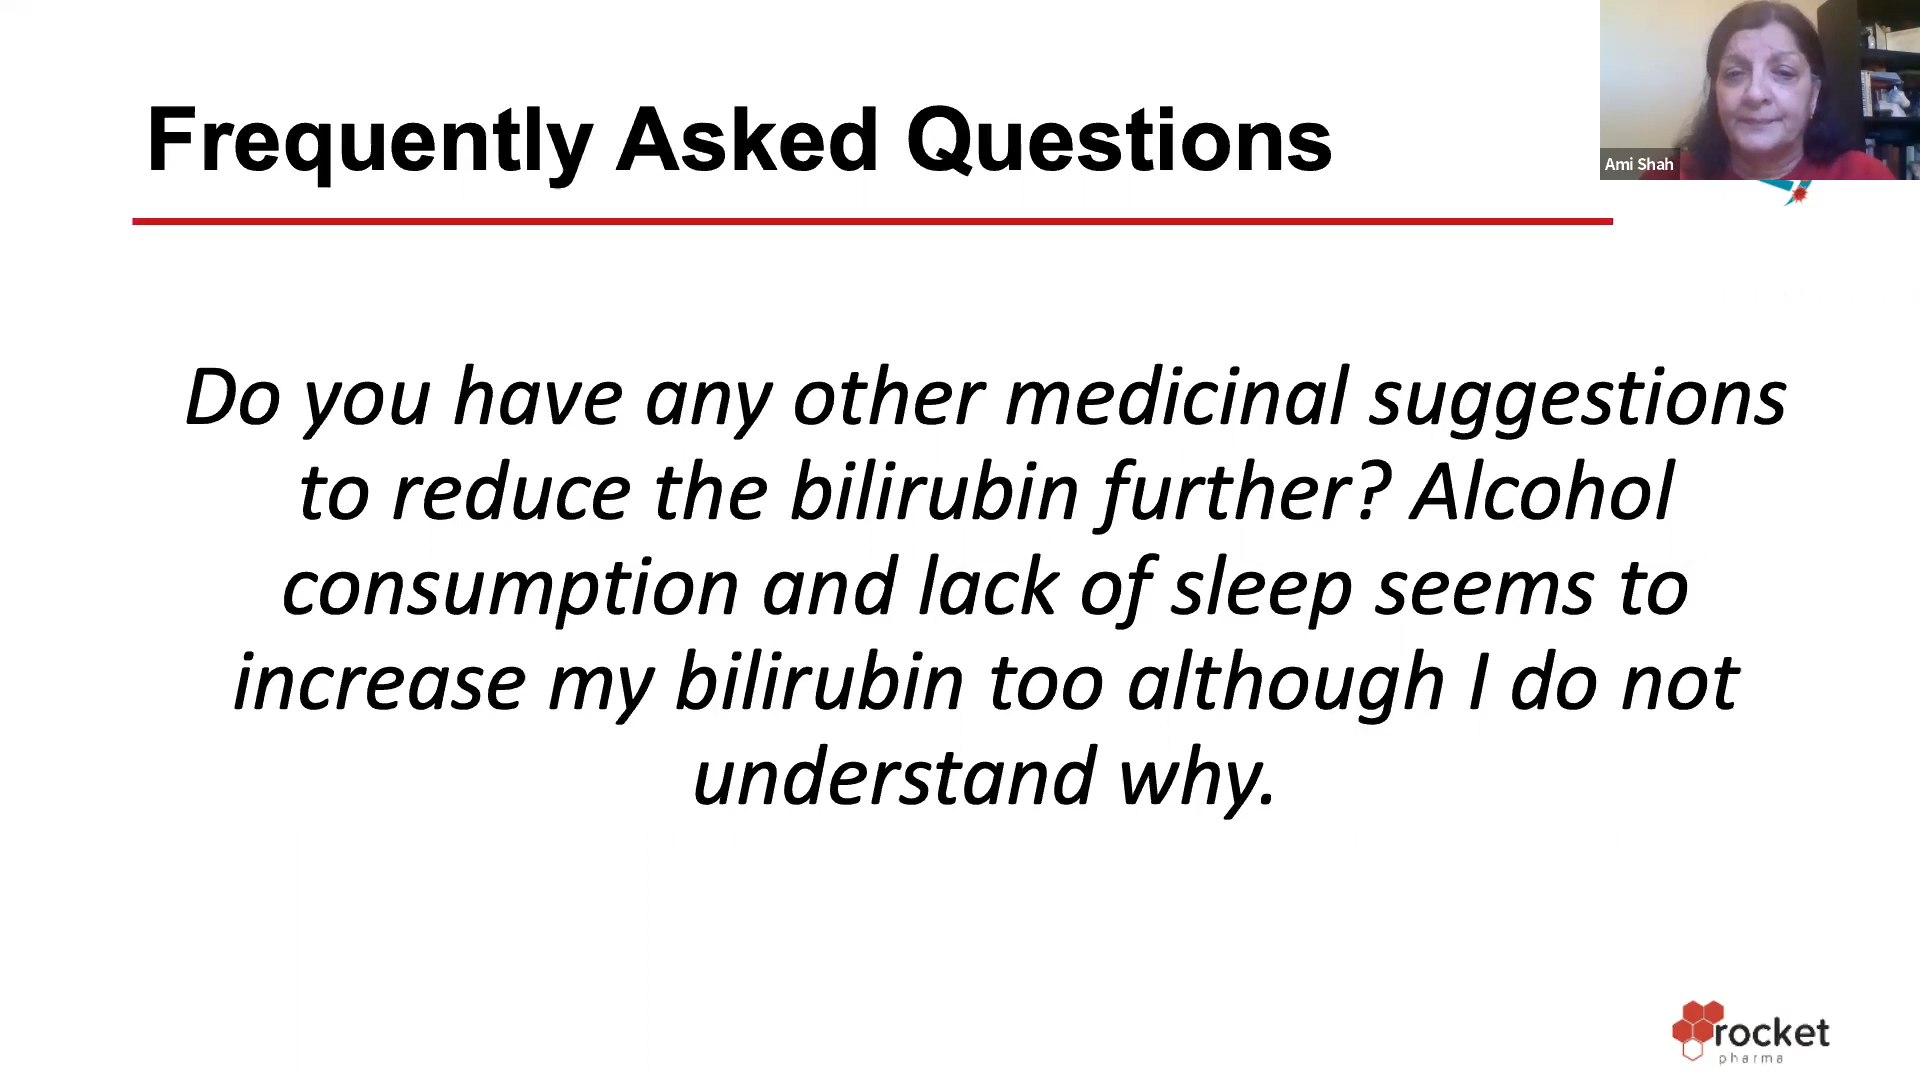 Frequently Asked Questions
Ami Shah
Do you have any other medicinal suggestions
to reduce the bilirubin further? Alcohol
consumption and lack of sleep seems to
increase my bilirubin too although I do not
understand why.
rocket
pharma